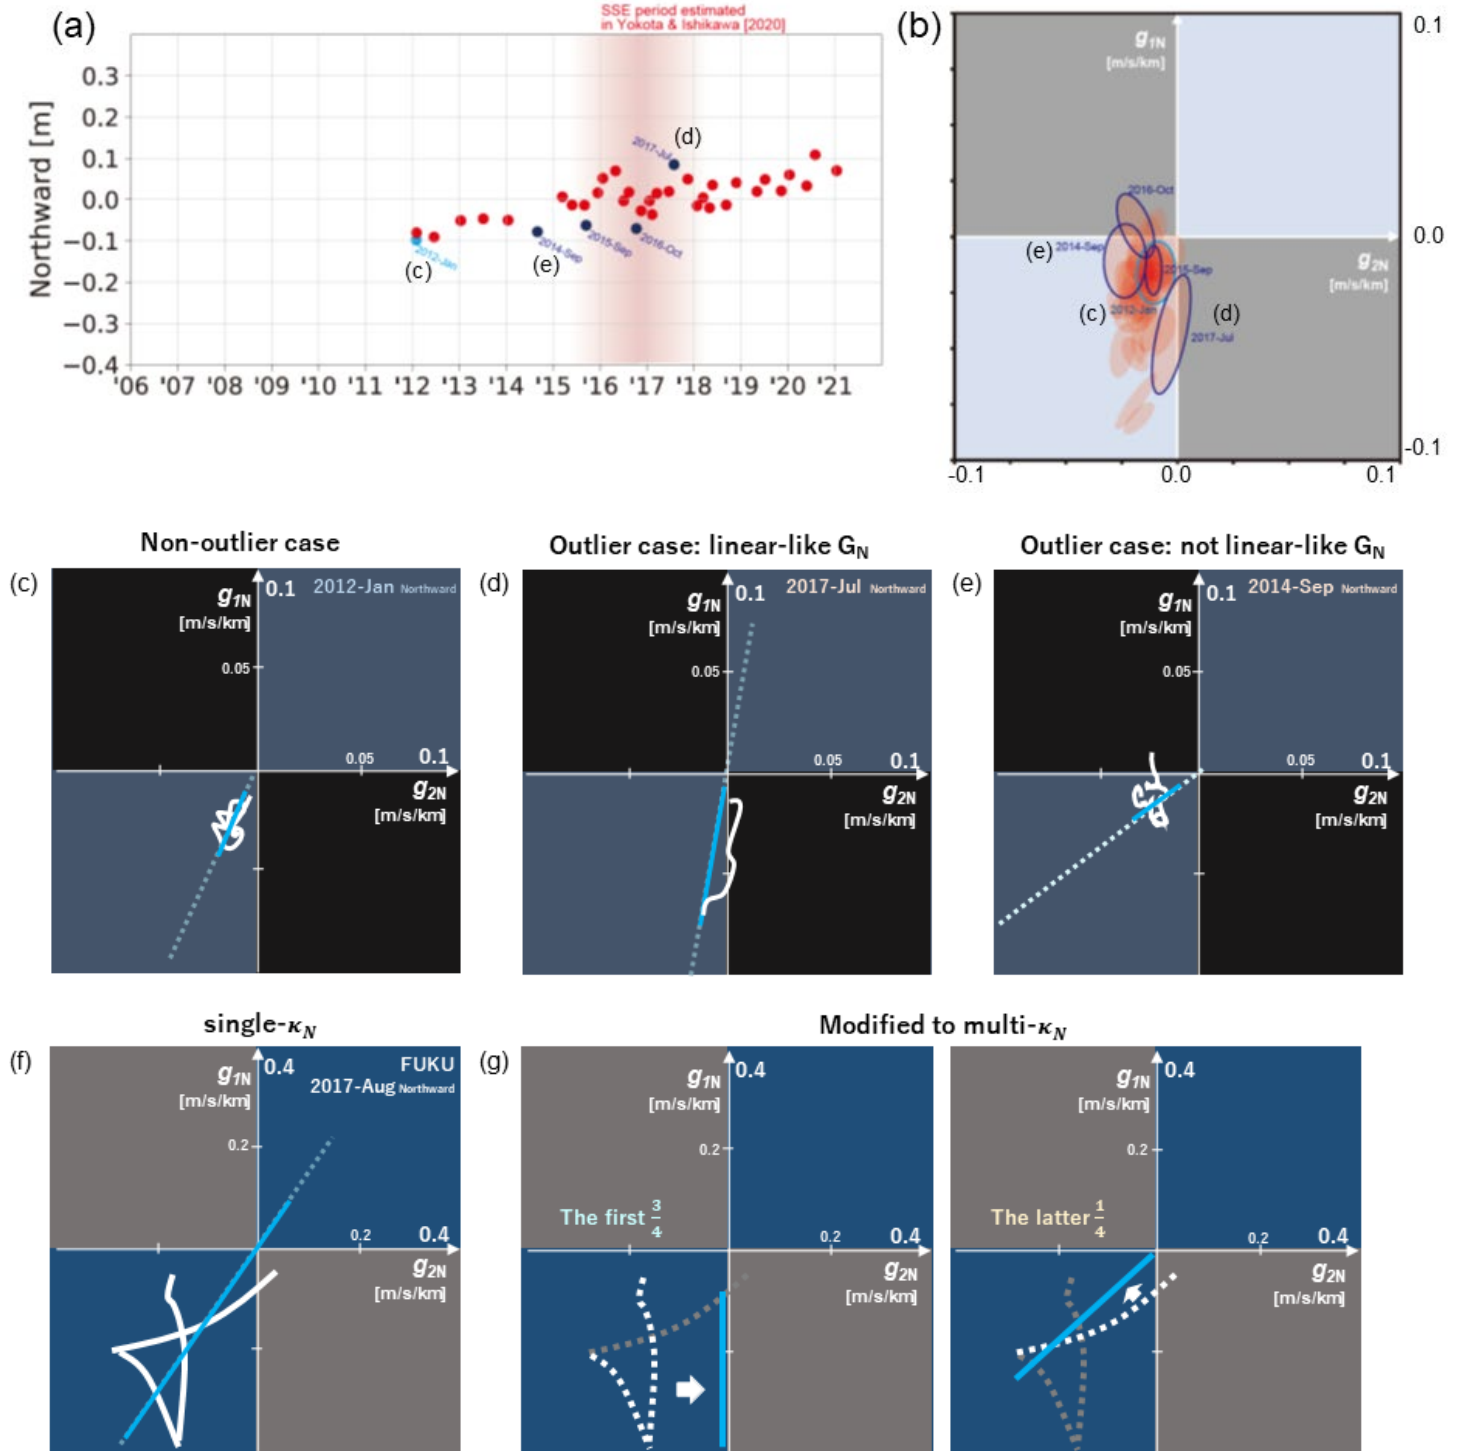 (a)
SSE period estimated
in Yokota & Ishikawa [2020]
Northward [m]
0.3
0.2
0.1
0.0
−0.1
−0.2
−0.3
−0.4
2012-Jan
(c)
2014-Sep
(e)
2015-Sep
2016-Oct
2017-Jul
(d)
'06 '07 '08 '09 '10 '11 '12 '13 '14 '15 '16 '17 '18 '19 '20 '21
(b)
g1N
[m/s/km]
0.1
0.0
-0.1
g2N
[m/s/km]
2016-Oct
(e) 2014-Sep
2015-Sep
(c) 2012-Jan
(d)
2017-Jul
-0.1 0.0 0.1
Non-outlier case
(c)
2012-Jan Northward
g1N
[m/s/km]
0.1
0.05
0.05
0.1
g2N
[m/s/km]
Outlier case: linear-like GN
(d)
2017-Jul Northward
g1N
[m/s/km]
0.1
0.05
0.05
0.1
g2N
[m/s/km]
Outlier case: not linear-like GN
(e)
2014-Sep Northward
g1N
[m/s/km]
0.1
0.05
0.05
0.1
g2N
[m/s/km]
single-κN
(f)
FUKU
2017-Aug Northward
g1N
[m/s/km]
0.4
0.2
0.2
0.4
g2N
[m/s/km]
Modified to multi-κN
(g)
g1N
[m/s/km]
0.4
0.2
The first 3/4
0.2
0.4
g2N
[m/s/km]
g1N
[m/s/km]
0.4
0.2
The latter 1/4
0.2
0.4
g2N
[m/s/km]